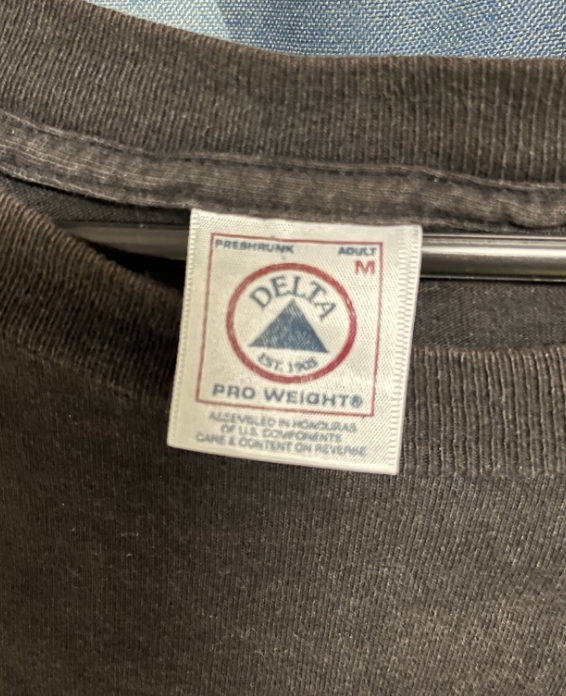 PRESHRUNK ADULT
M
DELTA
EST. 1903
PRO WEIGHT®
ASSEMBLED IN HONDURAS
OF U.S. COMPONENTS
CARE & CONTENT ON REVERSE